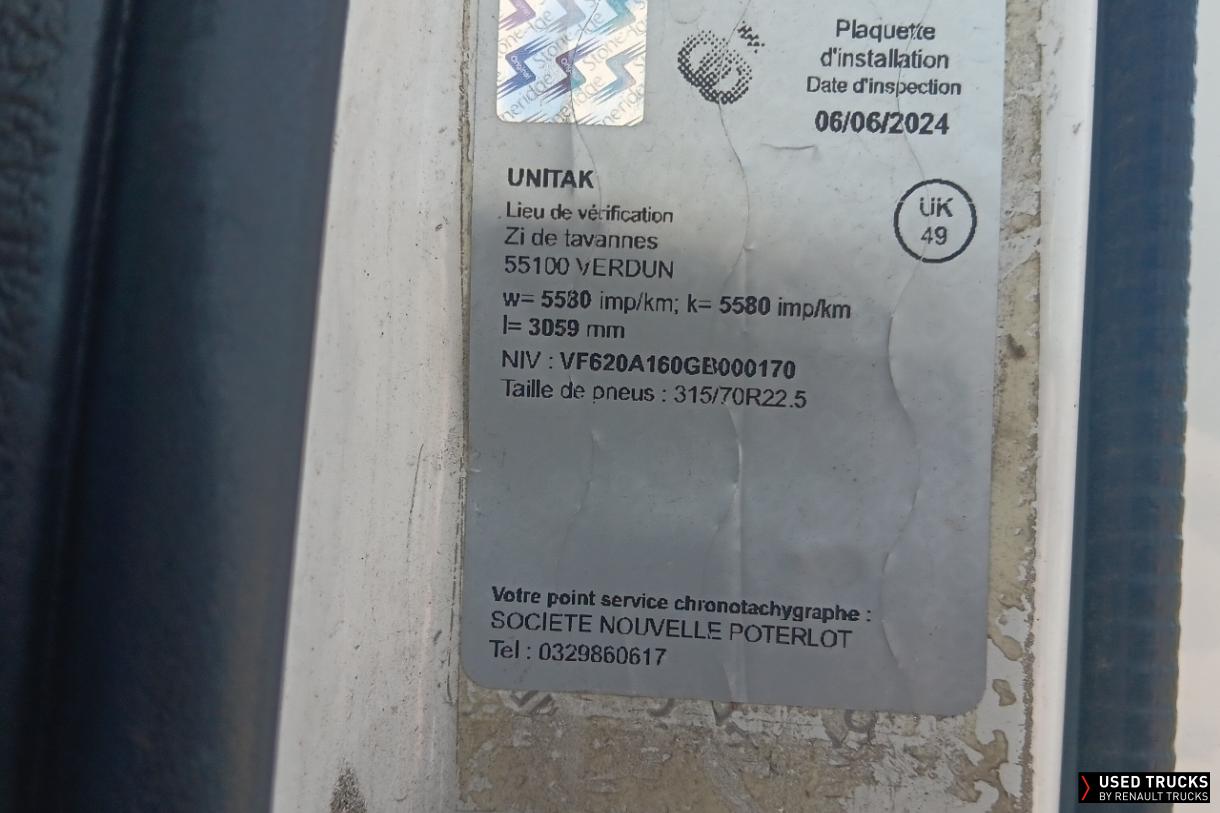 Plaquette
d'installation
Date d'inspection
06/06/2024
UNITAK
Lieu de vérification
Zi de tavannes
55100 VERDUN
UK
49
w= 5580 imp/km; k= 5580 imp/km
l= 3059 mm
NIV : VF620A160GB000170
Taille de pneus : 315/70R22.5
Votre point service chronotachygraphe :
SOCIETE NOUVELLE POTERLOT
Tel : 0329860617
USED TRUCKS
BY RENAULT TRUCKS